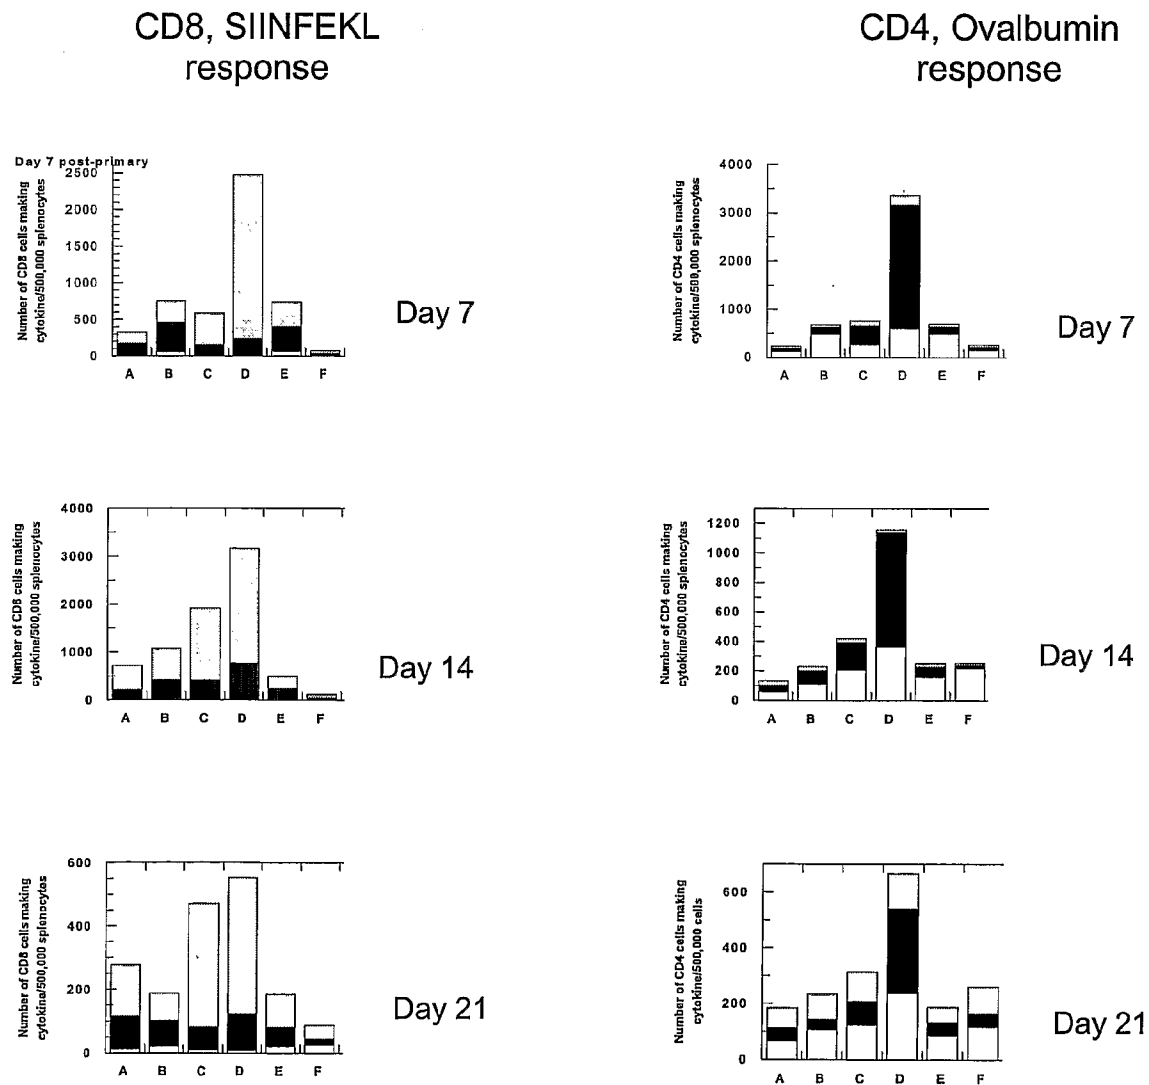 CD8, SIINFEKL
response
CD4, Ovalbumin
response
Day 7 post-primary
Number of CD8 cells making
cytokine/500,000 splenocytes
2500
2000
1500
1000
500
0
A B C D E F
Day 7
Number of CD4 cells making
cytokine/500,000 splenocytes
4000
3000
2000
1000
0
A B C D E F
Day 7
Number of CD8 cells making
cytokine/500,000 splenocytes
4000
3000
2000
1000
0
A B C D E F
Day 14
Number of CD4 cells making
cytokine/500,000 splenocytes
1200
1000
800
600
400
200
0
A B C D E F
Day 14
Number of CD8 cells making
cytokine/500,000 splenocytes
600
400
200
0
A B C D E F
Day 21
Number of CD4 cells making
cytokine/500,000 cells
600
400
200
0
A B C D E F
Day 21